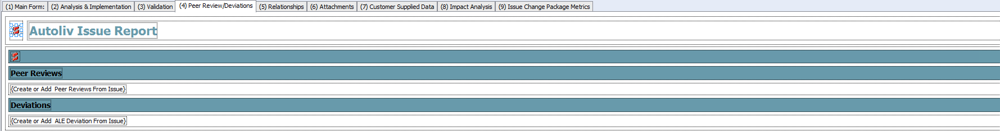 (1) Main Form: (2) Analysis & Implementation (3) Validation (4) Peer Review/Deviations (5) Relationships (6) Attachments (7) Customer Supplied Data (8) Impact Analysis (9) Issue Change Package Metrics
Autoliv Issue Report
Peer Reviews
{Create or Add  Peer Reviews From Issue}
Deviations
{Create or Add  ALE Deviation From Issue}